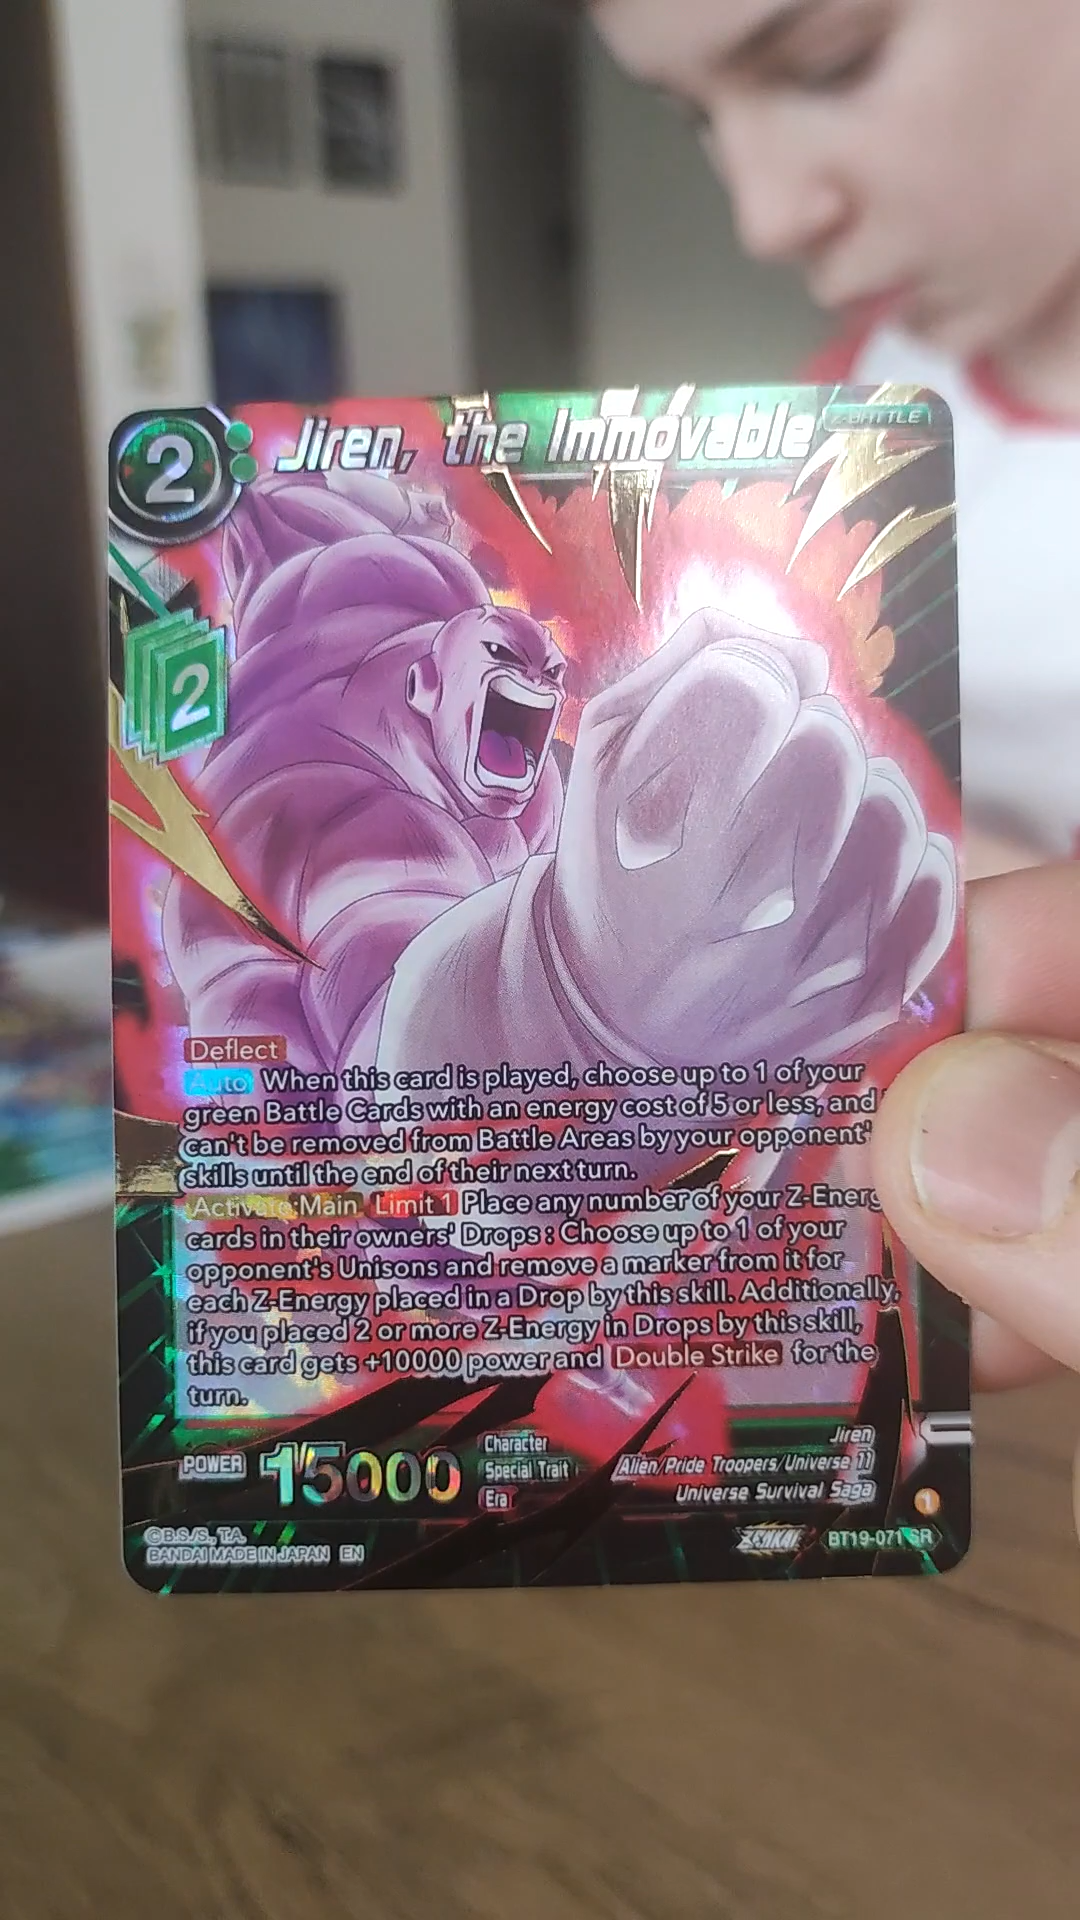 2
Jiren, the Immovable
Z-BATTLE
2
Deflect
Auto When this card is played, choose up to 1 of your
green Battle Cards with an energy cost of 5 or less, and
can't be removed from Battle Areas by your opponent'
skills until the end of their next turn.
Activate:Main Limit 1 Place any number of your Z-Energ
cards in their owners' Drops : Choose up to 1 of your
opponent's Unisons and remove a marker from it for
each Z-Energy placed in a Drop by this skill. Additionally,
if you placed 2 or more Z-Energy in Drops by this skill,
this card gets +10000 power and Double Strike for the
turn.
POWER 15000
Character Jiren
Special Trait Alien/Pride Troopers/Universe 11
Era Universe Survival Saga
1
©B.S./S., T.A.
BANDAI MADE IN JAPAN EN
ZENKAI BT19-071 SR